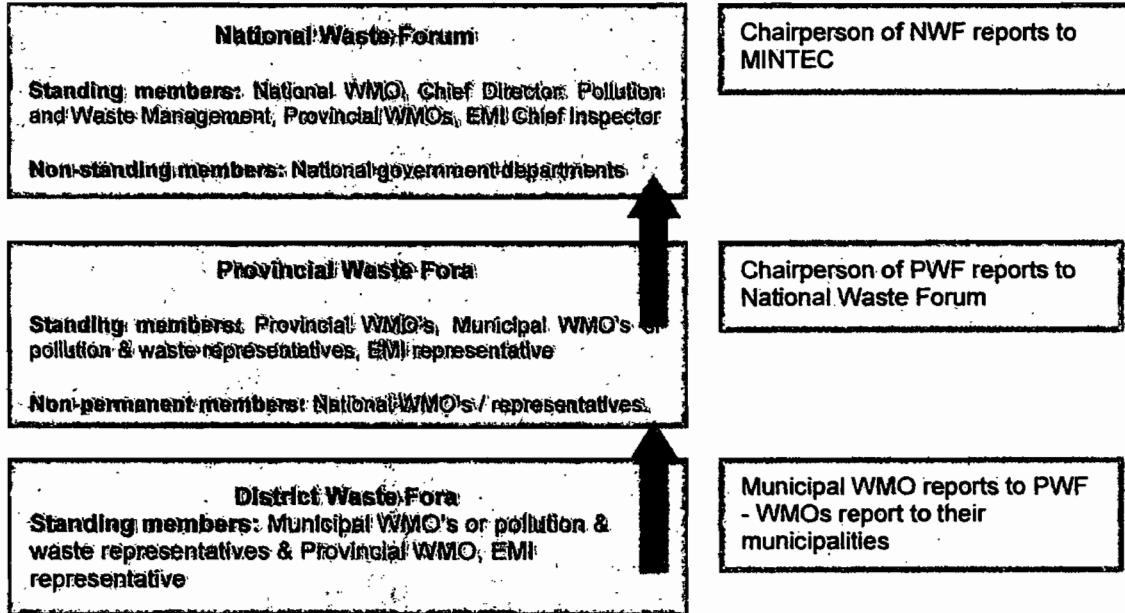 National Waste Forum
Standing members: National WMO, Chief Director Pollution
and Waste Management, Provincial WMOs, EMI Chief Inspector
Non-standing members: National government departments
Chairperson of NWF reports to
MINTEC
Provincial Waste Fora
Standing members: Provincial WMO's, Municipal WMO's or
pollution & waste representatives, EMI representative
Non-permanent members: National WMO's / representatives
Chairperson of PWF reports to
National Waste Forum
District Waste Fora
Standing members: Municipal WMO's or pollution &
waste representatives & Provincial WMO, EMI
representative
Municipal WMO reports to PWF
- WMOs report to their
municipalities